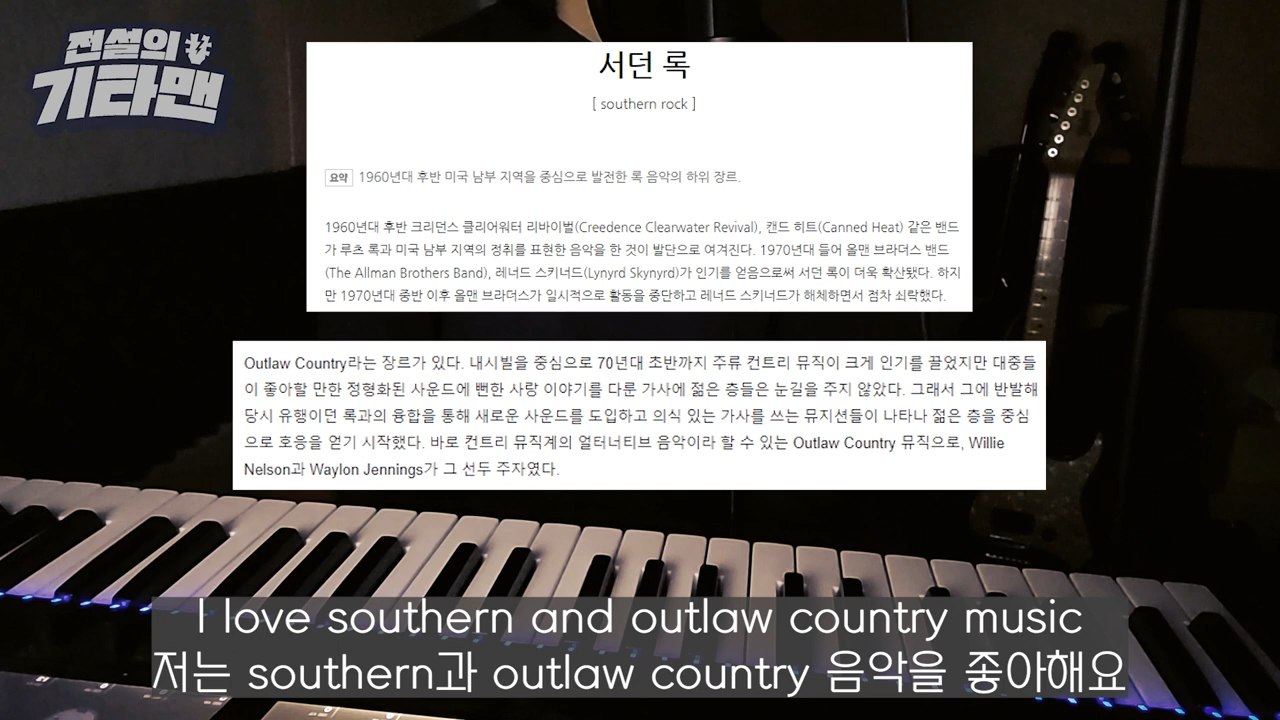 전설의
기타맨
서던 록
[ southern rock ]
요약 1960년대 후반 미국 남부 지역을 중심으로 발전한 록 음악의 하위 장르.
1960년대 후반 크리던스 클리어워터 리바이벌(Creedence Clearwater Revival), 캔드 히트(Canned Heat) 같은 밴드
가 루츠 록과 미국 남부 지역의 정취를 표현한 음악을 한 것이 발단으로 여겨진다. 1970년대 들어 올맨 브라더스 밴드
(The Allman Brothers Band), 레너드 스키너드(Lynyrd Skynyrd)가 인기를 얻음으로써 서던 록이 더욱 확산됐다. 하지
만 1970년대 중반 이후 올맨 브라더스가 일시적으로 활동을 중단하고 레너드 스키너드가 해체하면서 점차 쇠락했다.
Outlaw Country라는 장르가 있다. 내시빌을 중심으로 70년대 초반까지 주류 컨트리 뮤직이 크게 인기를 끌었지만 대중들
이 좋아할 만한 정형화된 사운드에 뻔한 사랑 이야기를 다룬 가사에 젊은 층들은 눈길을 주지 않았다. 그래서 그에 반발해
당시 유행이던 록과의 융합을 통해 새로운 사운드를 도입하고 의식 있는 가사를 쓰는 뮤지션들이 나타나 젊은 층을 중심
으로 호응을 얻기 시작했다. 바로 컨트리 뮤직계의 얼터너티브 음악이라 할 수 있는 Outlaw Country 뮤직으로, Willie
Nelson과 Waylon Jennings가 그 선두 주자였다.
I love southern and outlaw country music
저는 southern과 outlaw country 음악을 좋아해요